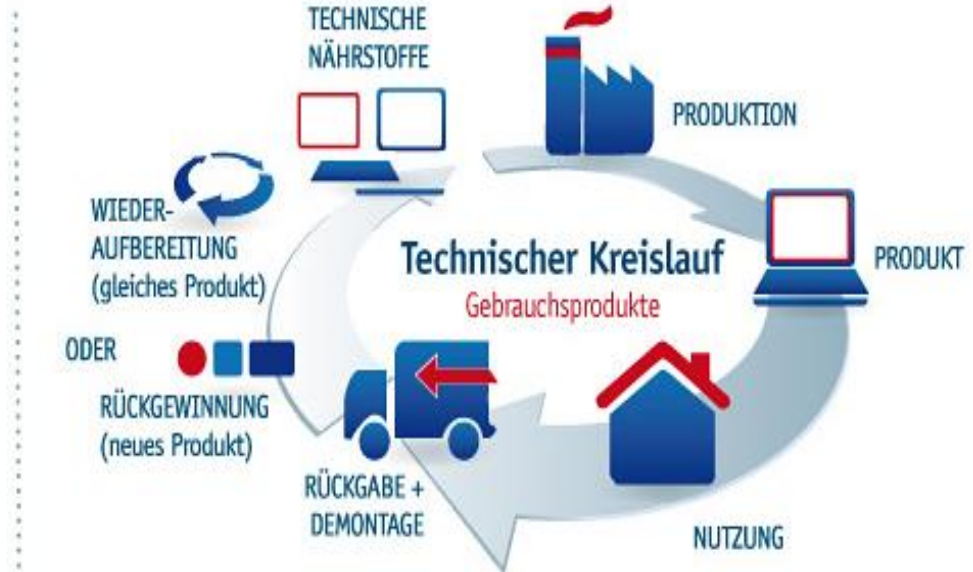 TECHNISCHE
NÄHRSTOFFE
PRODUKTION
WIEDER-
AUFBEREITUNG
(gleiches Produkt)
Technischer Kreislauf
Gebrauchsprodukte
PRODUKT
ODER
RÜCKGEWINNUNG
(neues Produkt)
RÜCKGABE +
DEMONTAGE
NUTZUNG